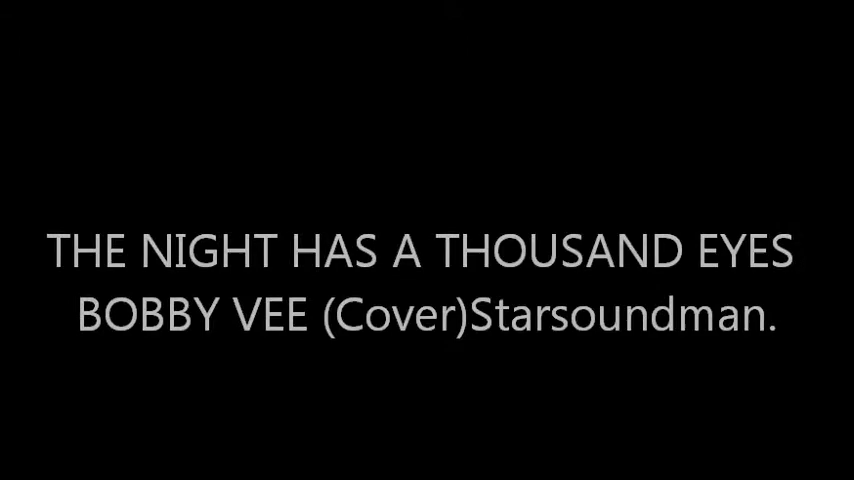 THE NIGHT HAS A THOUSAND EYES
BOBBY VEE (Cover)Starsoundman.